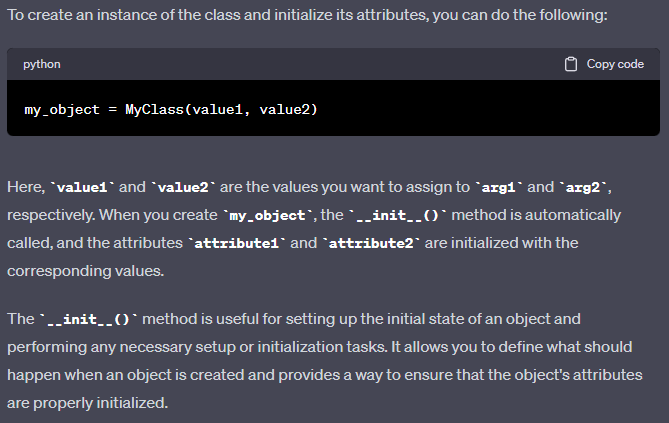 To create an instance of the class and initialize its attributes, you can do the following:
python
Copy code
my_object = MyClass(value1, value2)
Here, `value1` and `value2` are the values you want to assign to `arg1` and `arg2`,
respectively. When you create `my_object`, the `__init__()` method is automatically
called, and the attributes `attribute1` and `attribute2` are initialized with the
corresponding values.
The `__init__()` method is useful for setting up the initial state of an object and
performing any necessary setup or initialization tasks. It allows you to define what should
happen when an object is created and provides a way to ensure that the object's attributes
are properly initialized.